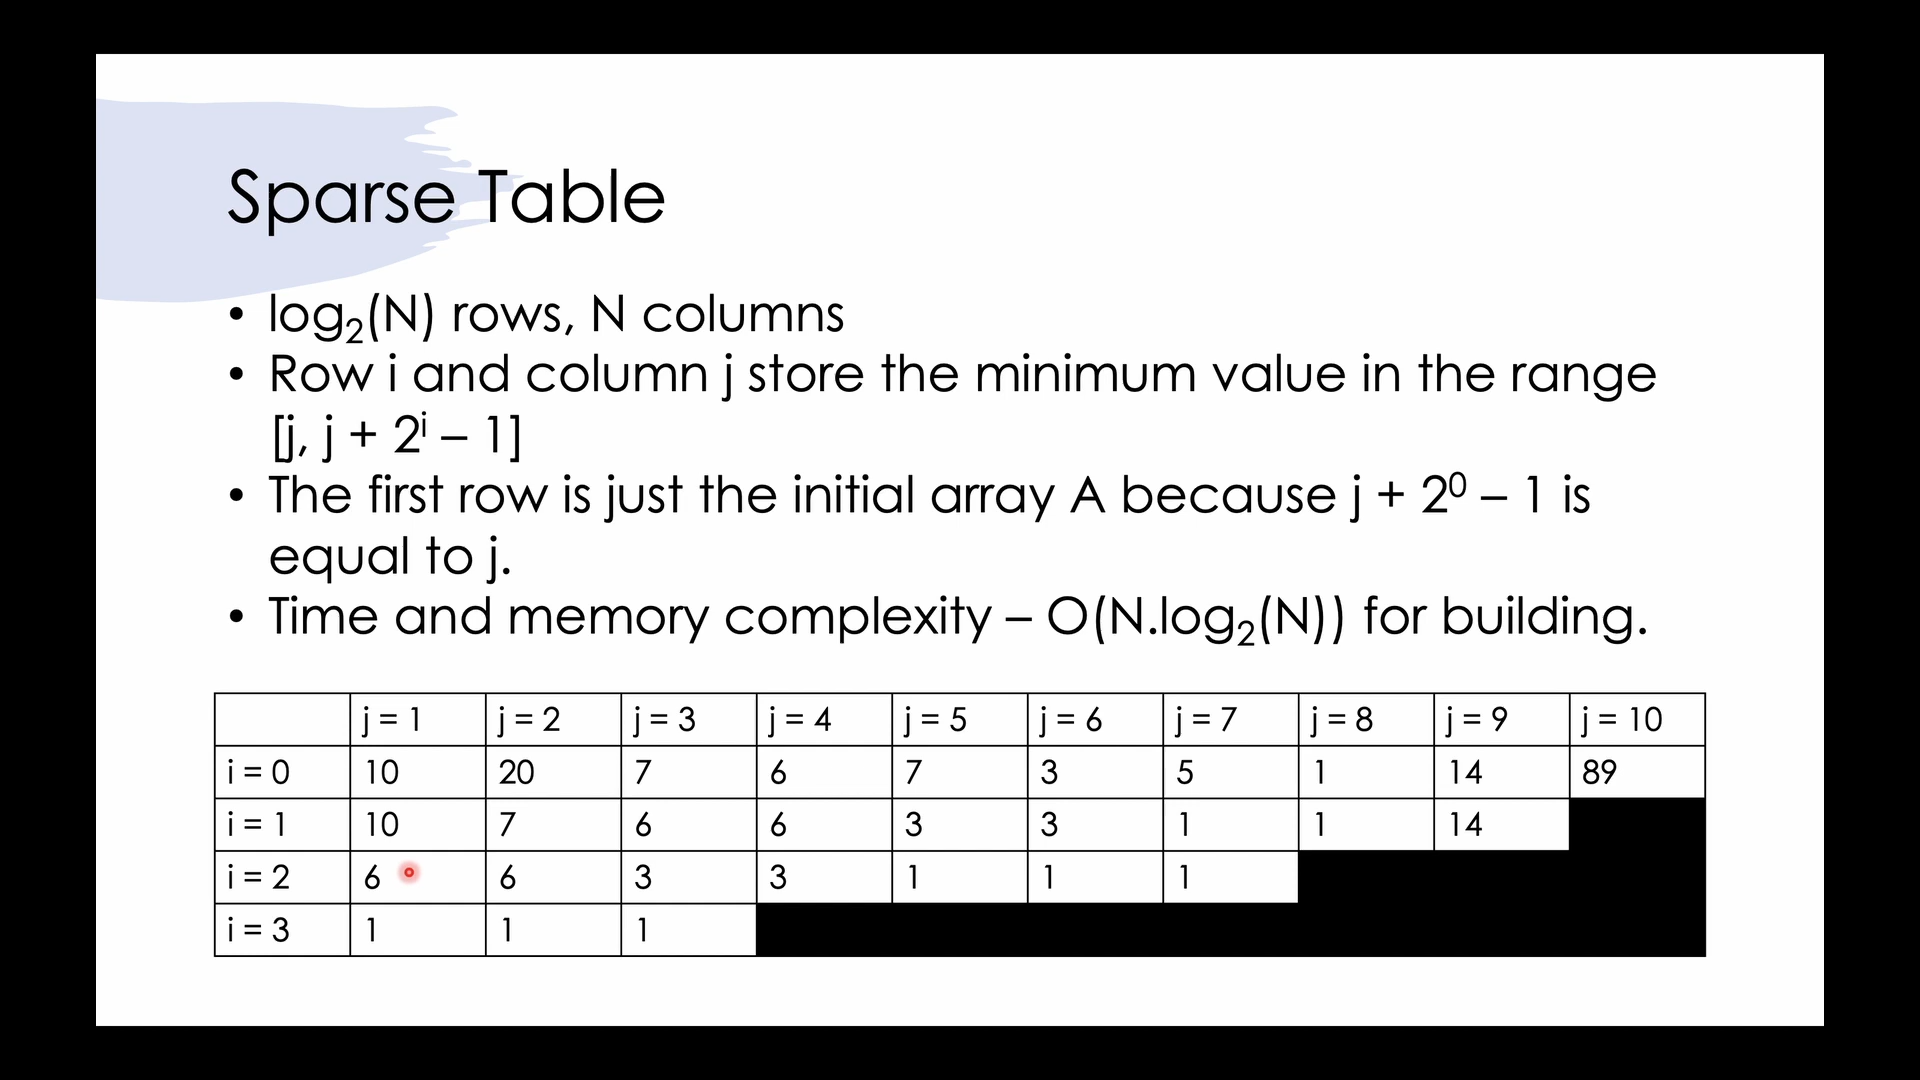 Sparse Table
• log₂(N) rows, N columns
• Row i and column j store the minimum value in the range
[j, j + 2ⁱ – 1]
• The first row is just the initial array A because j + 2⁰ – 1 is
equal to j.
• Time and memory complexity – O(N.log₂(N)) for building.
j = 1 j = 2 j = 3 j = 4 j = 5 j = 6 j = 7 j = 8 j = 9 j = 10
i = 0 10 20 7 6 7 3 5 1 14 89
i = 1 10 7 6 6 3 3 1 1 14
i = 2 6 6 3 3 1 1 1
i = 3 1 1 1